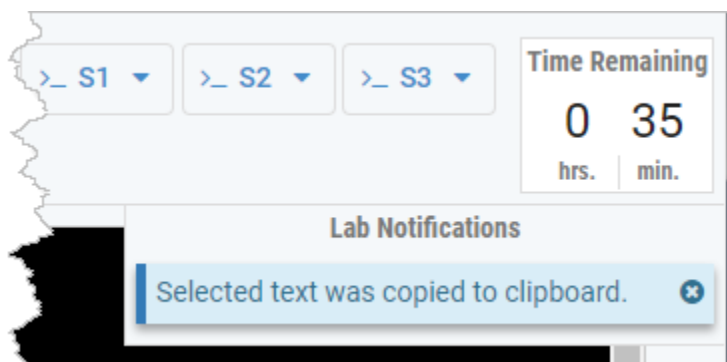 >_ S1
>_ S2
>_ S3
Time Remaining
0 35
hrs. min.
Lab Notifications
Selected text was copied to clipboard.